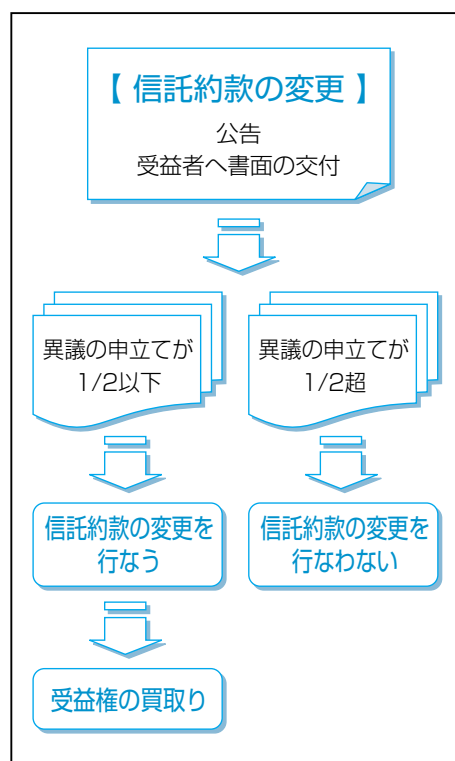 【 信託約款の変更 】
公告
受益者へ書面の交付
異議の申立てが
1/2以下
異議の申立てが
1/2超
信託約款の変更を
行なう
信託約款の変更を
行なわない
受益権の買取り